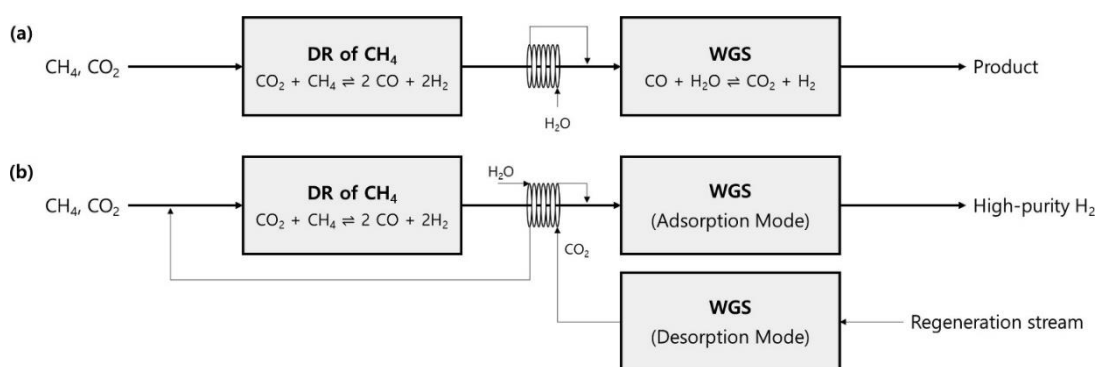 (a)
CH₄, CO₂
DR of CH₄
CO₂ + CH₄ ⇌ 2 CO + 2H₂
H₂O
WGS
CO + H₂O ⇌ CO₂ + H₂
Product
(b)
CH₄, CO₂
DR of CH₄
CO₂ + CH₄ ⇌ 2 CO + 2H₂
H₂O
CO₂
WGS
(Adsorption Mode)
High-purity H₂
WGS
(Desorption Mode)
Regeneration stream